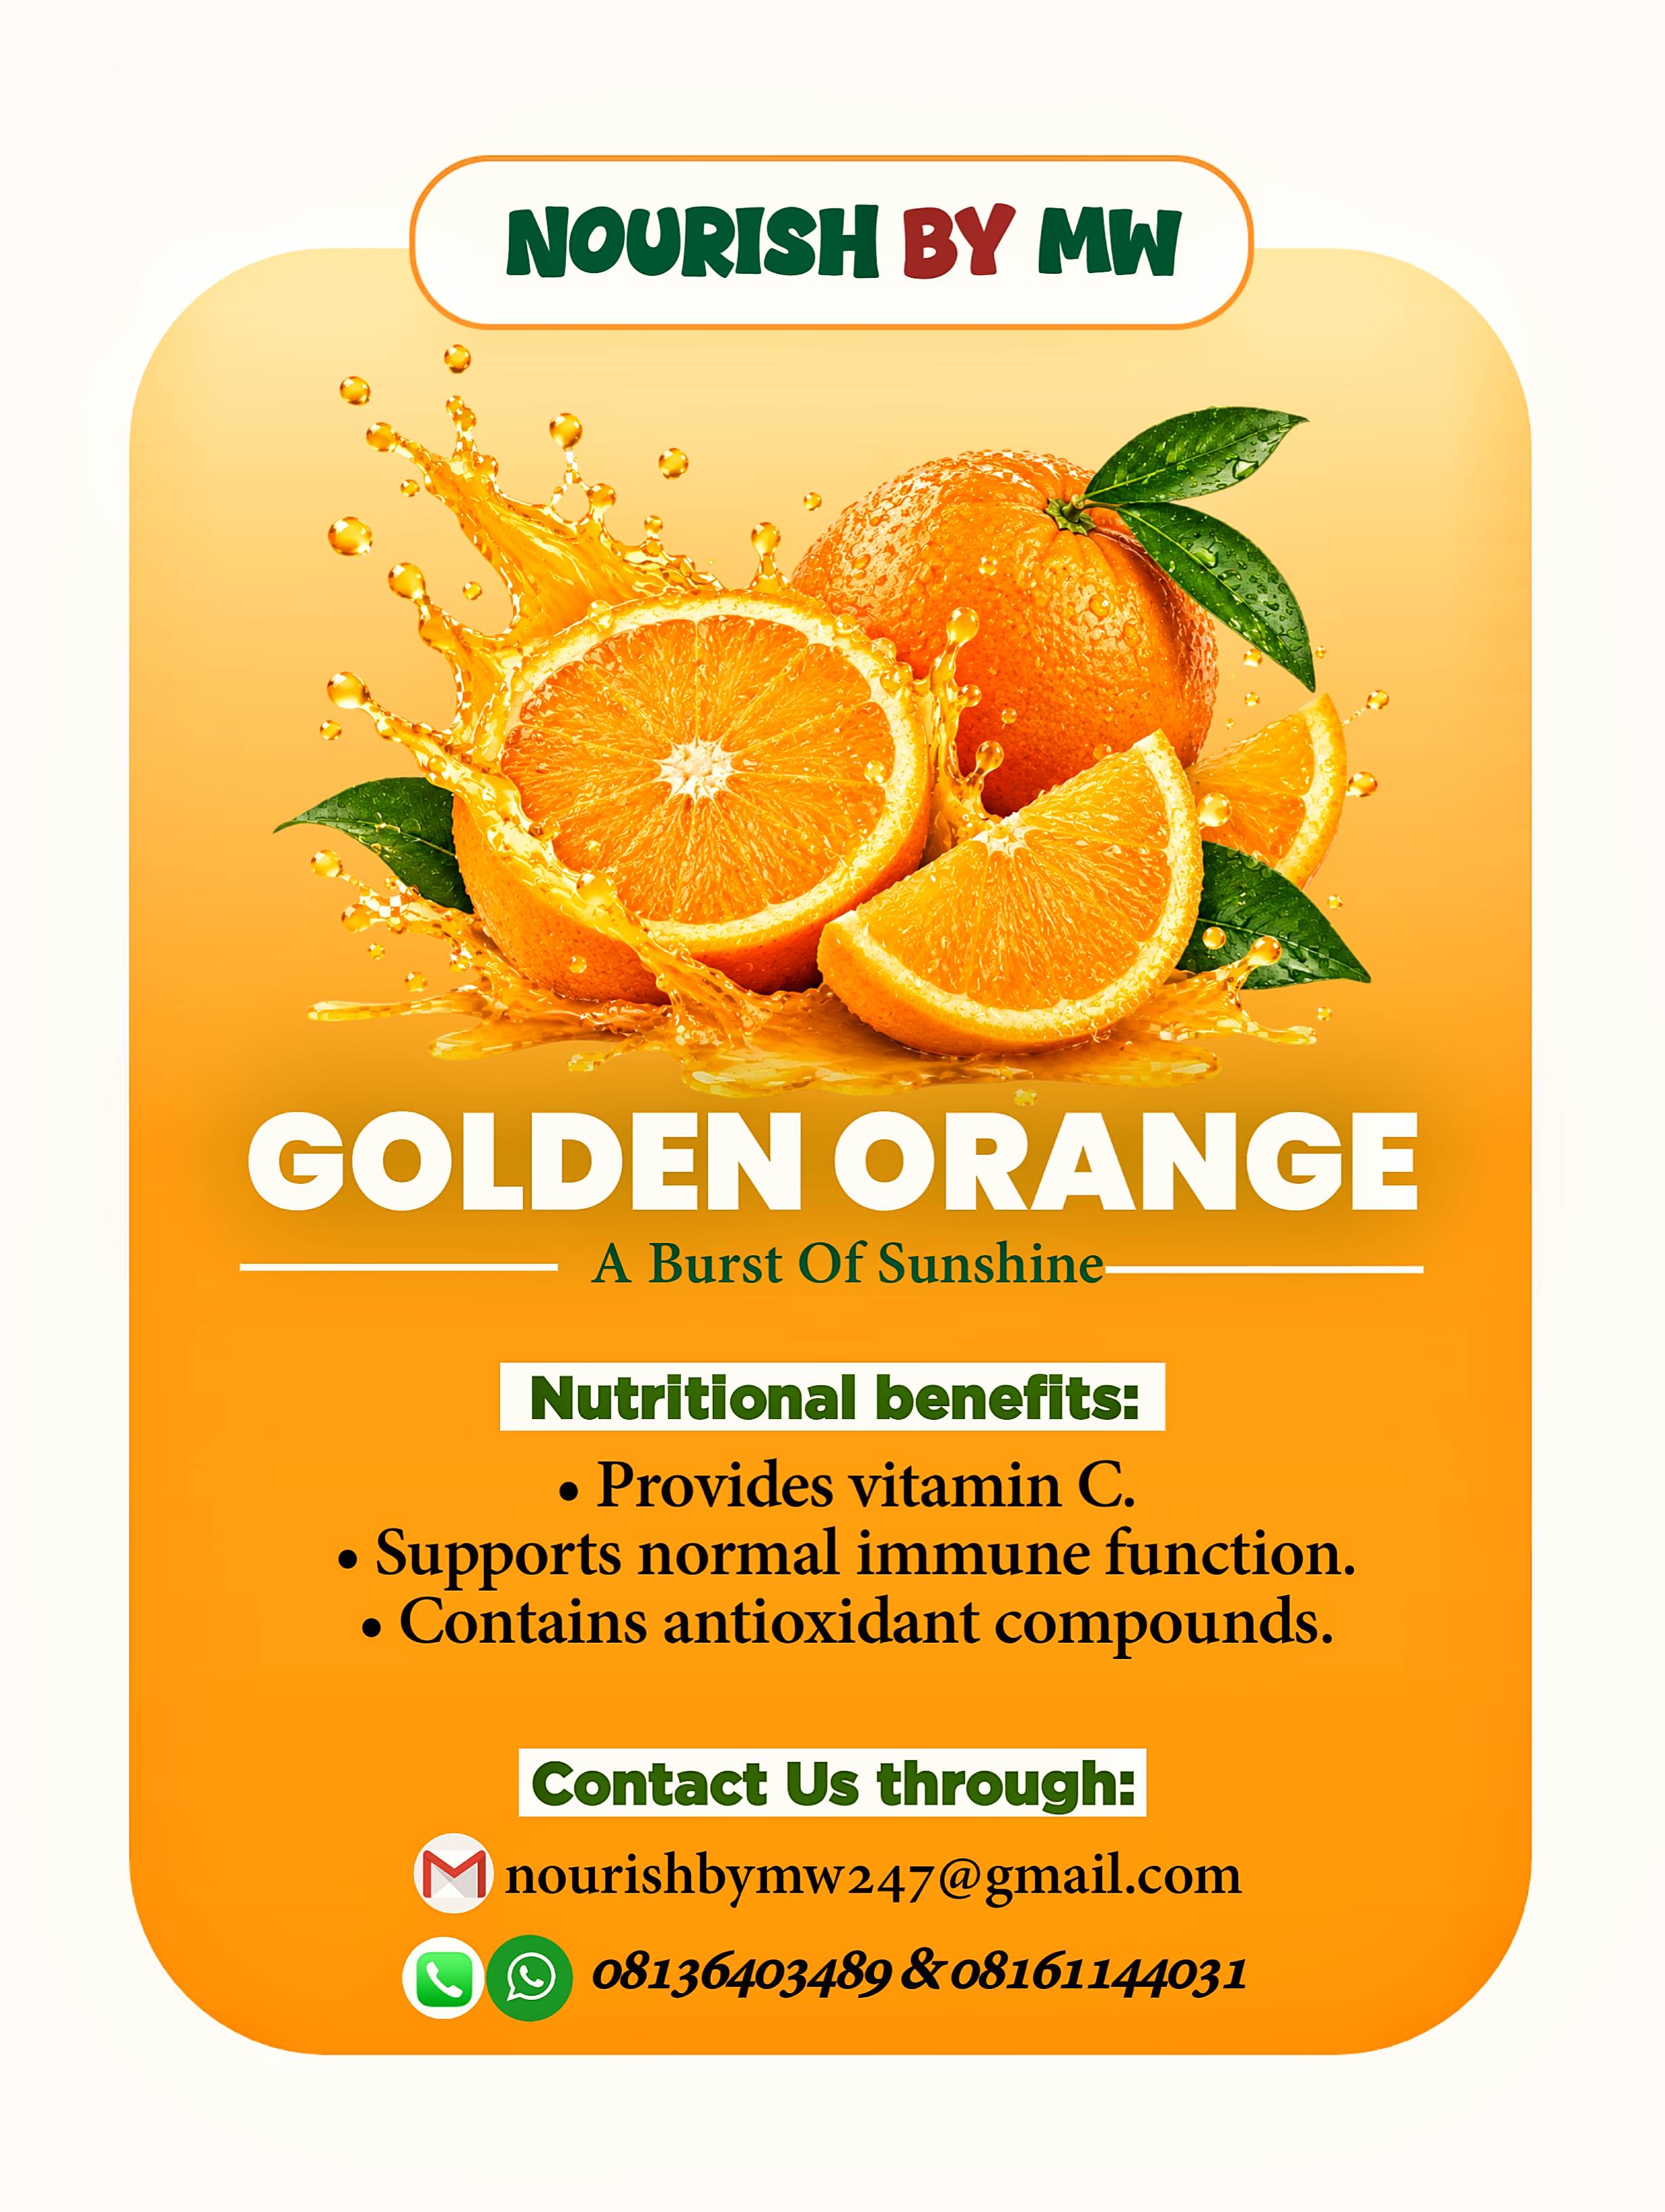 NOURISH BY MW
GOLDEN ORANGE
A Burst Of Sunshine
Nutritional benefits:
• Provides vitamin C.
• Supports normal immune function.
• Contains antioxidant compounds.
Contact Us through:
nourishbymw247@gmail.com
08136403489 & 08161144031